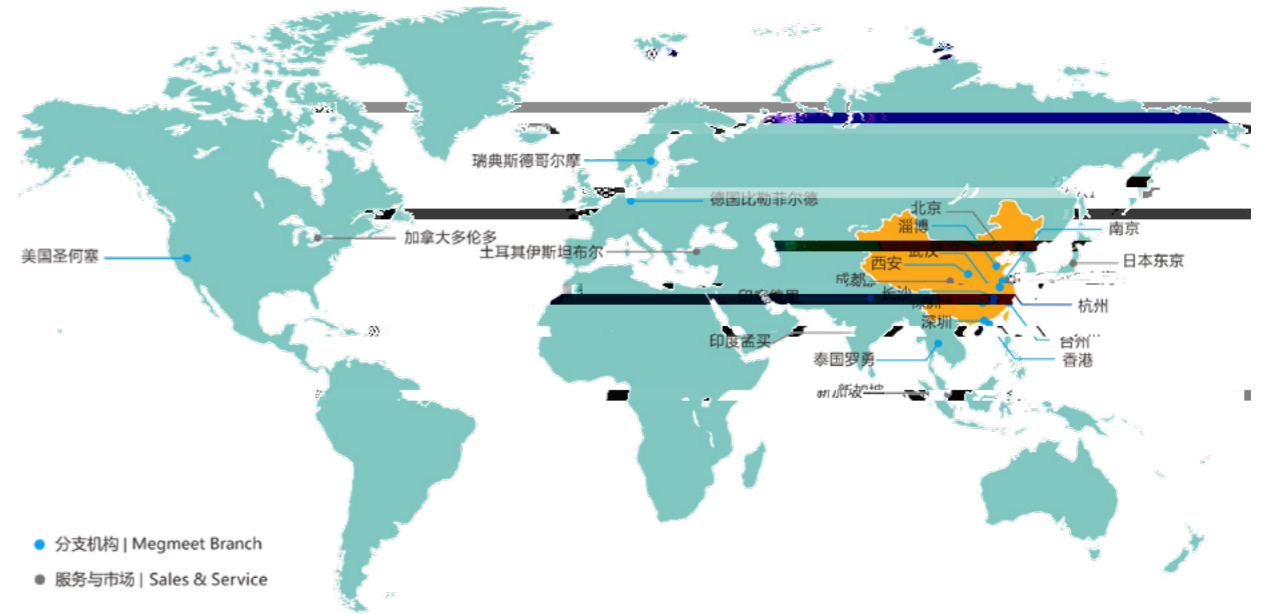 瑞典斯德哥尔摩
德国比勒菲尔德
北京
淄博
南京
加拿大多伦多
土耳其伊斯坦布尔
美国圣何塞
武汉
西安
日本东京
成都
长沙
杭州
深圳
印度孟买
台州
泰国罗勇
香港
新加坡
分支机构 | Megmeet Branch
服务与市场 | Sales & Service